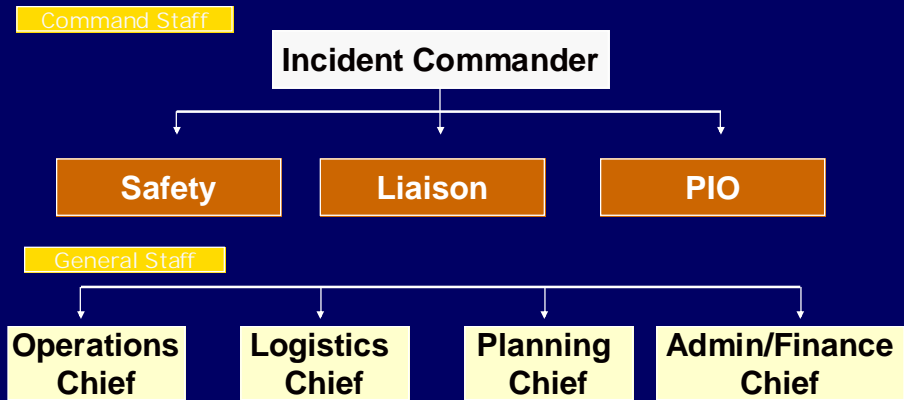 Command Staff
Incident Commander
Safety
Liaison
PIO
General Staff
Operations
Chief
Logistics
Chief
Planning
Chief
Admin/Finance
Chief